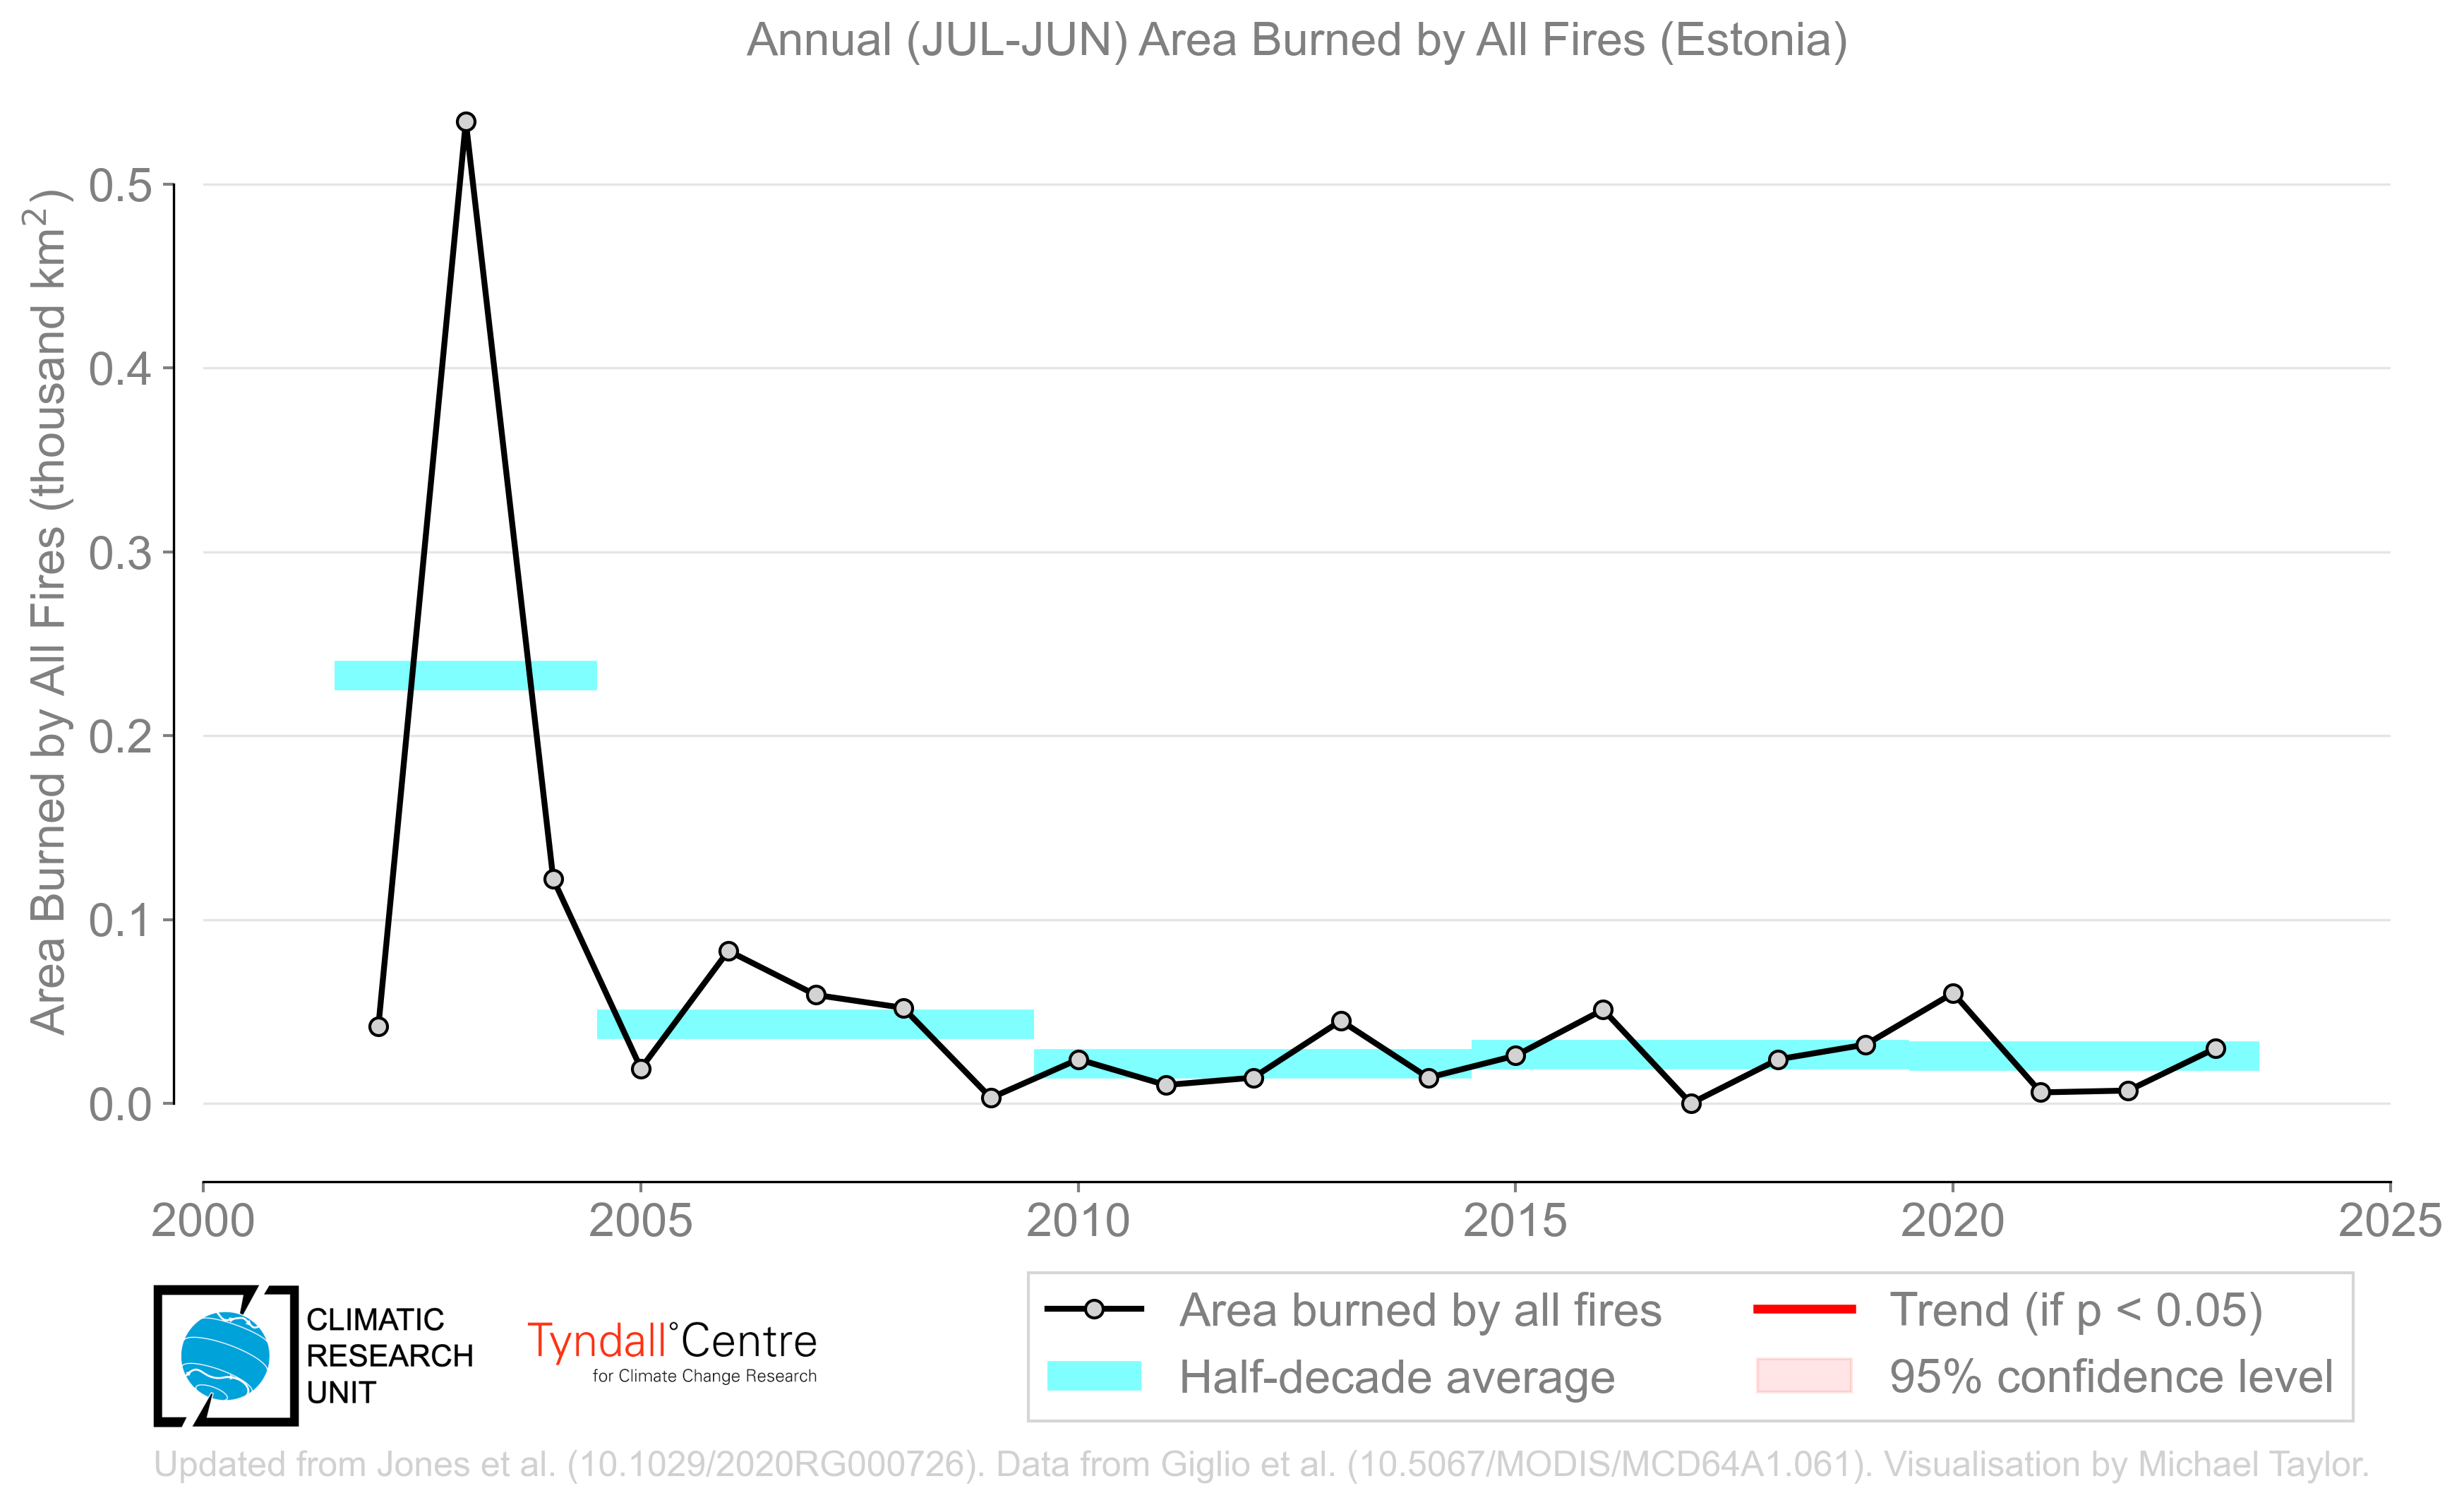 Annual (JUL-JUN) Area Burned by All Fires (Estonia)
Area Burned by All Fires (thousand km²)
0.5
0.4
0.3
0.2
0.1
0.0
2000
2005
2010
2015
2020
2025
CLIMATIC
RESEARCH
UNIT
Tyndall°Centre
for Climate Change Research
Area burned by all fires
Half-decade average
Trend (if p < 0.05)
95% confidence level
Updated from Jones et al. (10.1029/2020RG000726). Data from Giglio et al. (10.5067/MODIS/MCD64A1.061). Visualisation by Michael Taylor.